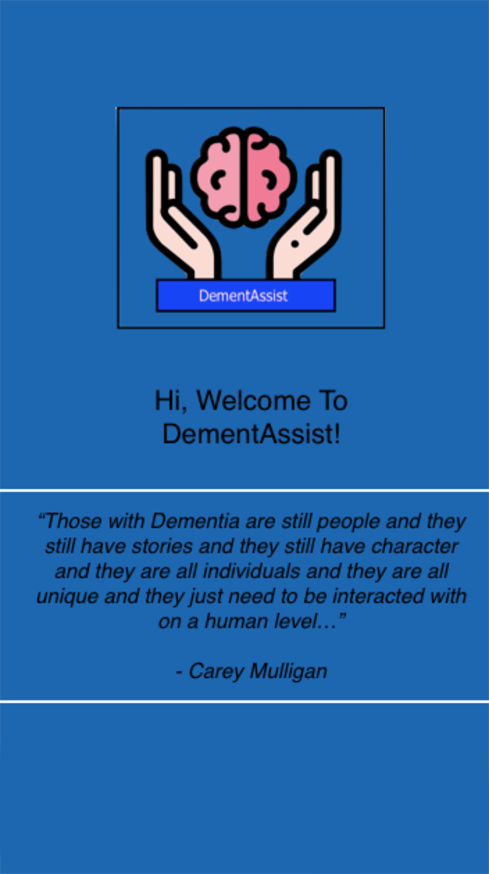 DementAssist
Hi, Welcome To
DementAssist!
“Those with Dementia are still people and they
still have stories and they still have character
and they are all individuals and they are all
unique and they just need to be interacted with
on a human level…”
- Carey Mulligan